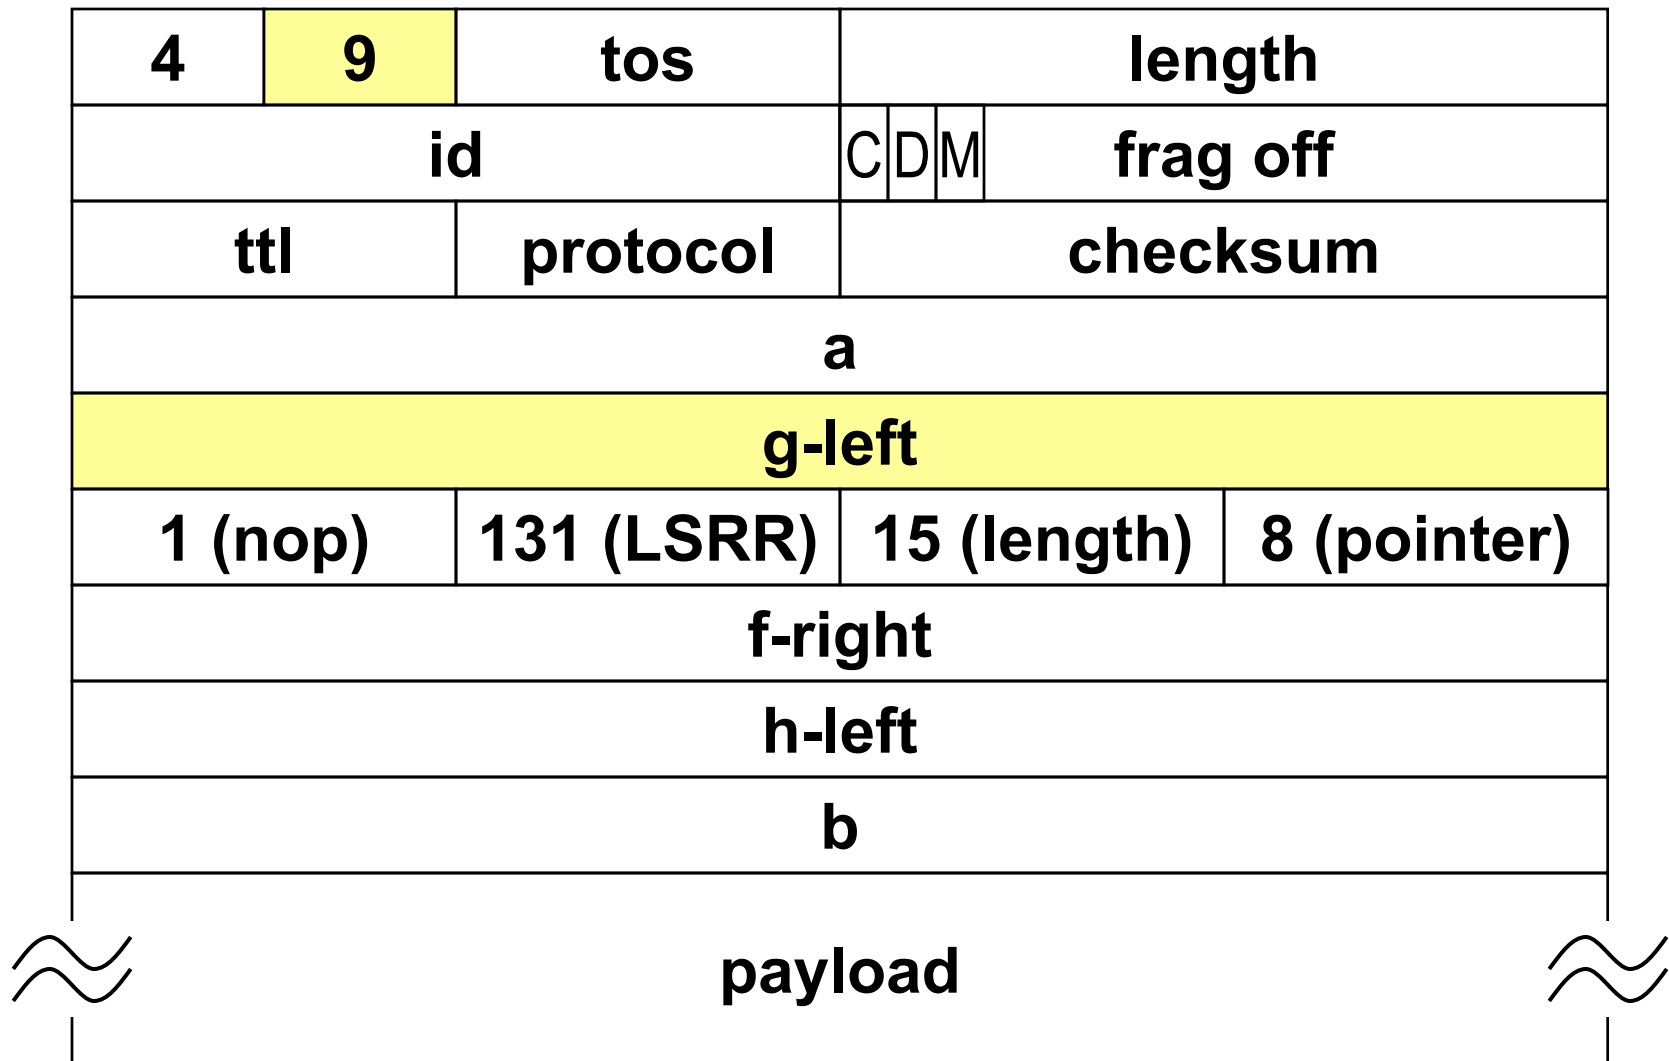 4 9 tos length
id C D M frag off
ttl protocol checksum
a
g-left
1 (nop) 131 (LSRR) 15 (length) 8 (pointer)
f-right
h-left
b
payload